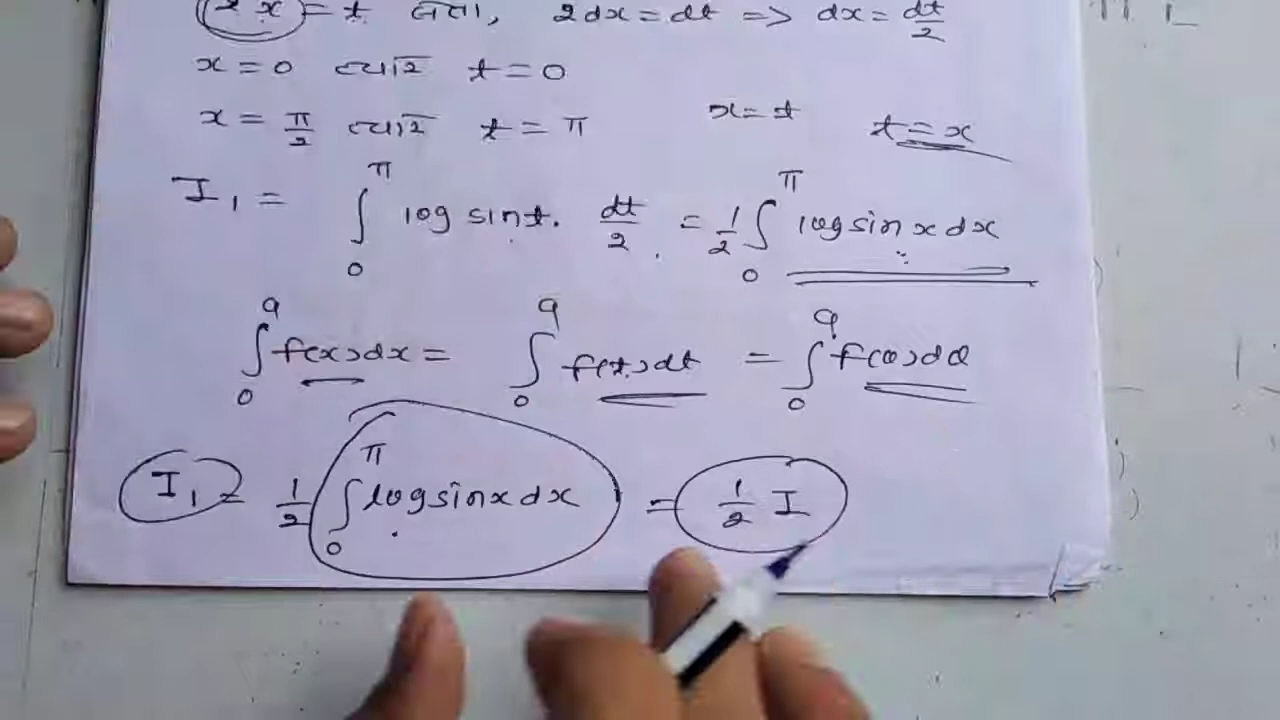 2x = t लेता, 2dx = dt => dx = dt/2
x = 0 त्यारे t = 0
x = π/2 त्यारे t = π x = t t = x
I₁ = ∫₀^π log sin t. dt/2 = 1/2 ∫₀^π log sin x dx
∫₀^a f(x)dx = ∫₀^a f(t)dt = ∫₀^a f(θ)dθ
I₁ = 1/2 ∫₀^π log sin x dx = 1/2 I